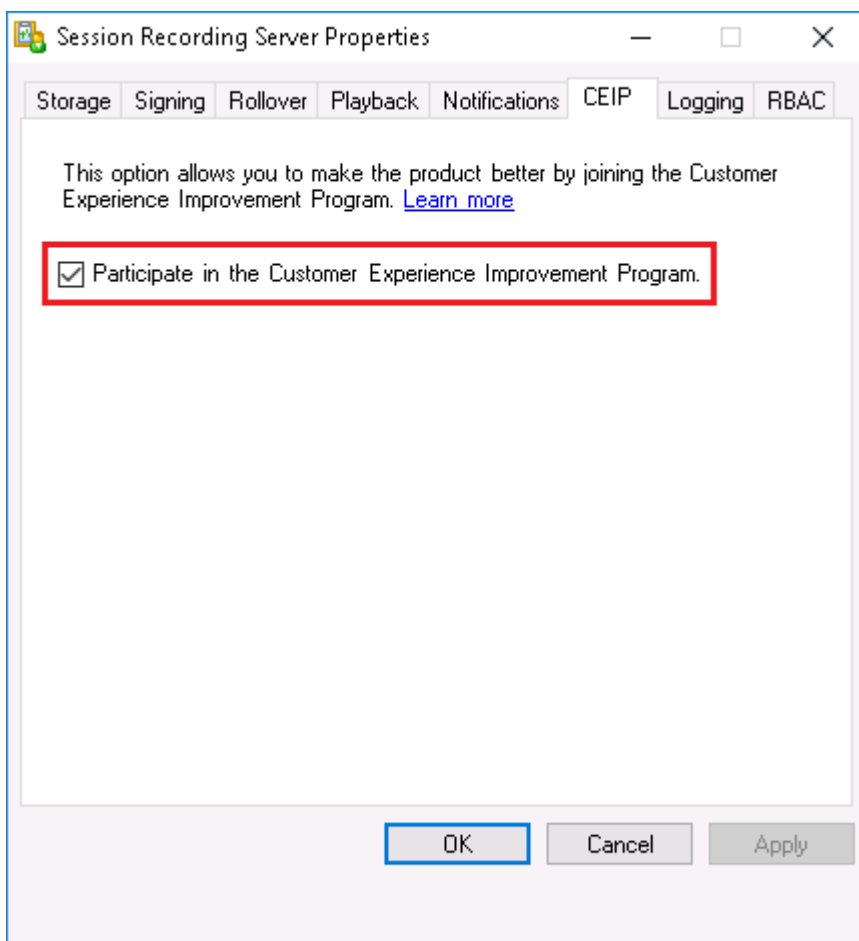 Session Recording Server Properties
Storage Signing Rollover Playback Notifications CEIP Logging RBAC
This option allows you to make the product better by joining the Customer
Experience Improvement Program. Learn more
Participate in the Customer Experience Improvement Program.
OK Cancel Apply